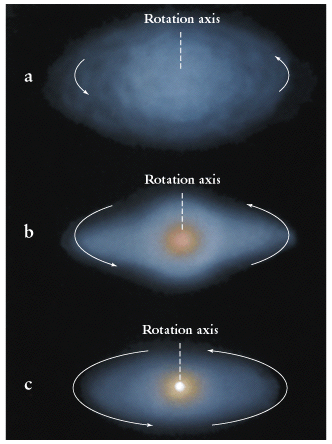 Rotation axis
a
Rotation axis
b
Rotation axis
c